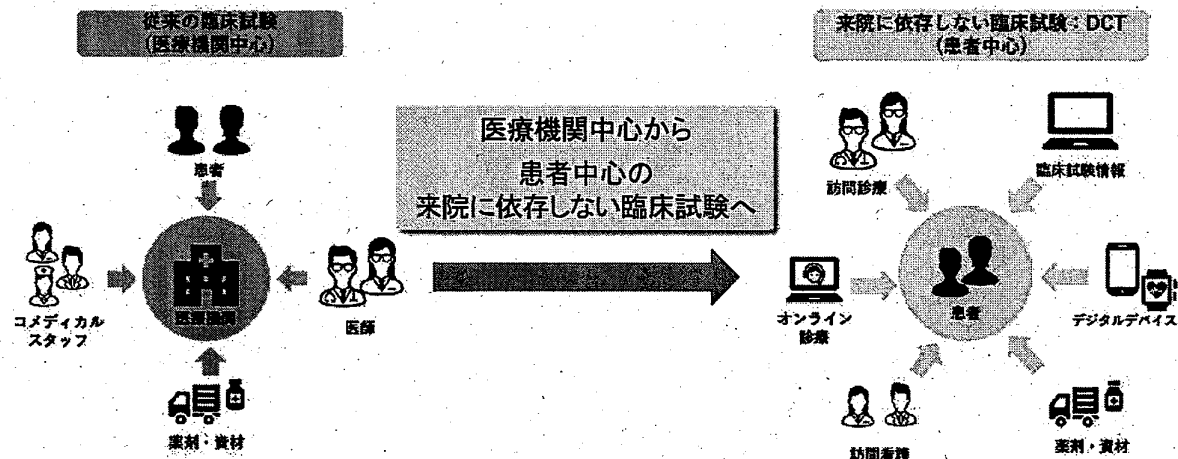 従来の臨床試験
(医療機関中心)
患者
コメディカル
スタッフ
医療機関
医師
薬剤・資材
医療機関中心から
患者中心の
来院に依存しない臨床試験へ
来院に依存しない臨床試験:DCT
(患者中心)
訪問診療
臨床試験情報
オンライン
診療
患者
デジタルデバイス
訪問看護
薬剤・資材